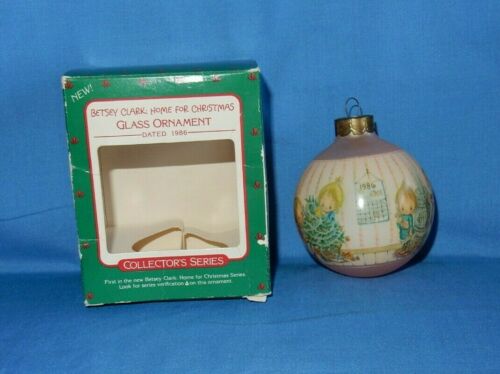 NEW!
BETSEY CLARK: HOME FOR CHRISTMAS
GLASS ORNAMENT
DATED 1986
COLLECTOR'S SERIES
First in the new Betsey Clark: Home for Christmas Series.
Look for series verification on this ornament.
1986